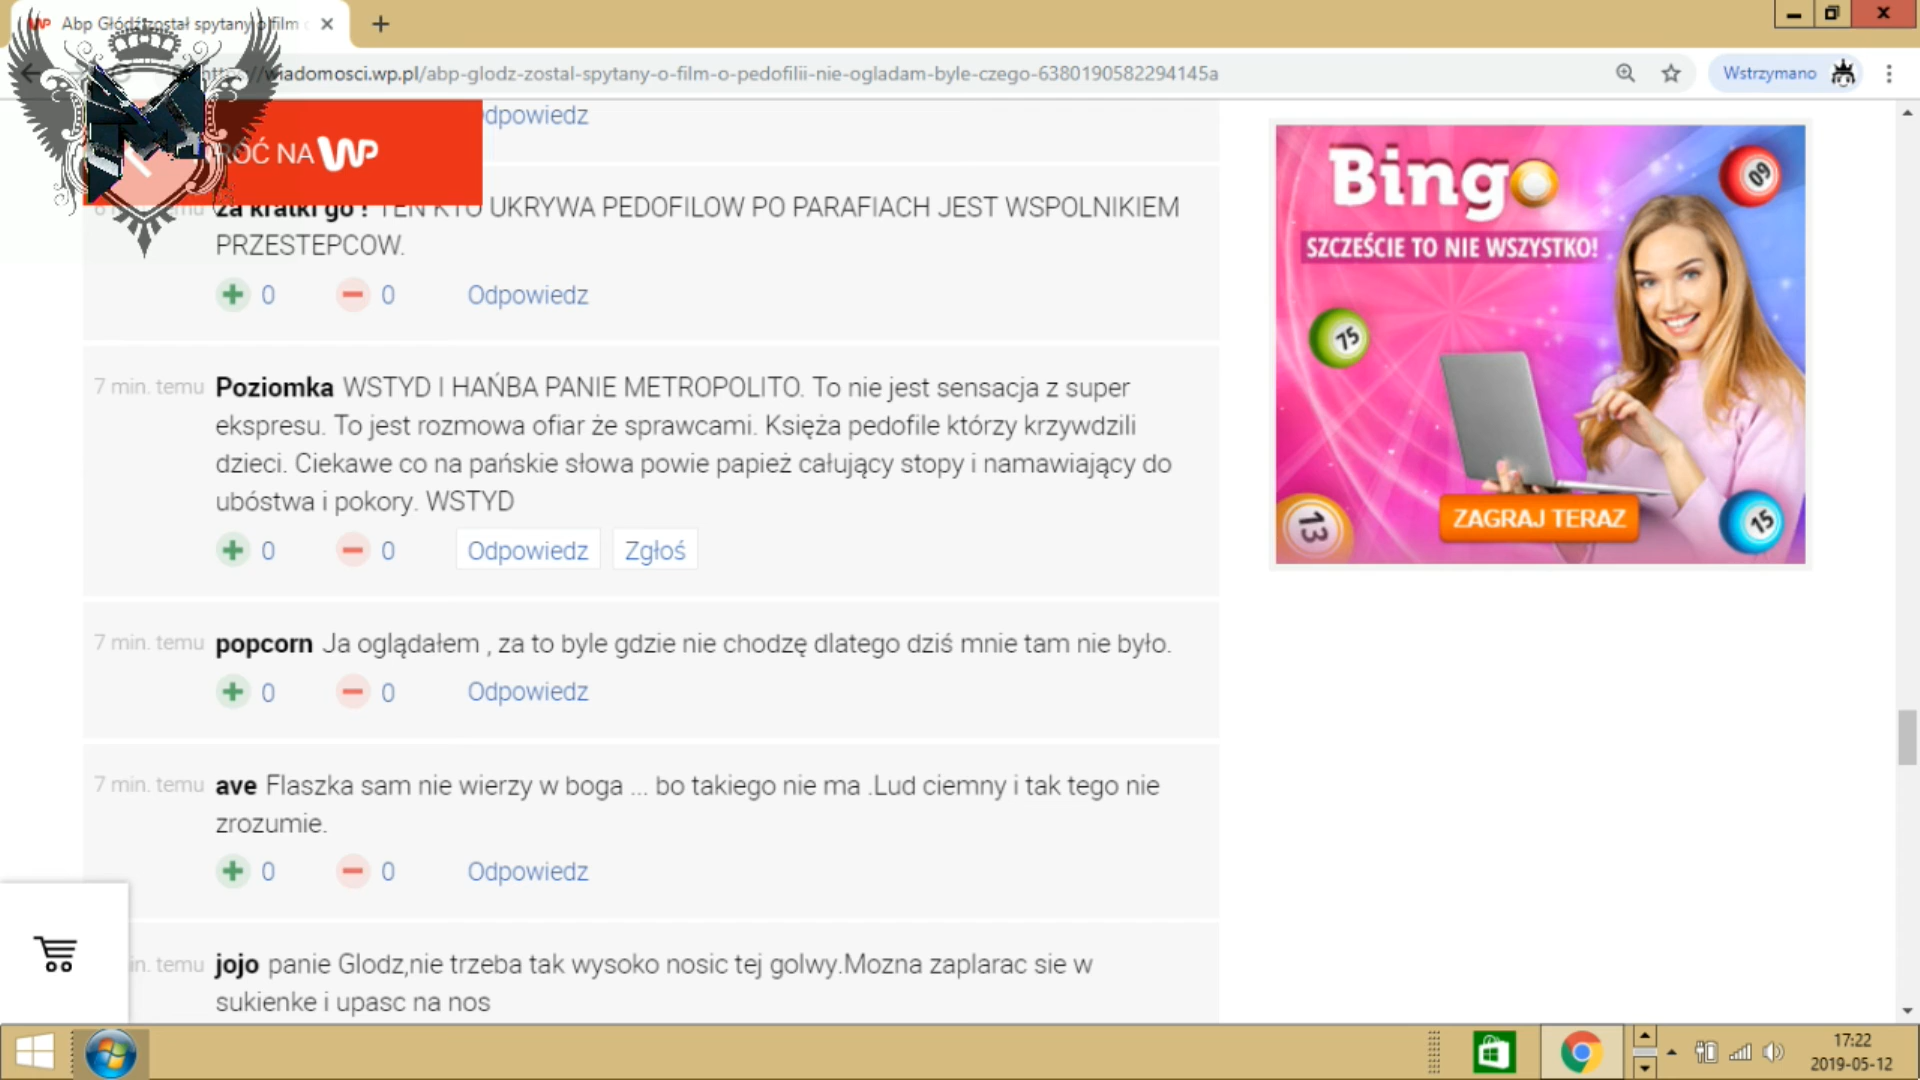 Abp Głódź został spytany o film
wiadomosci.wp.pl/abp-glodz-zostal-spytany-o-film-o-pedofilii-nie-ogladam-byle-czego-6380190582294145a
Wstrzymano
dpowiedz
RÓĆ NA WP
za kratki go ! TEN KTO UKRYWA PEDOFILOW PO PARAFIACH JEST WSPOLNIKIEM
PRZESTEPCOW.
0 0 Odpowiedz
7 min. temu Poziomka WSTYD I HAŃBA PANIE METROPOLITO. To nie jest sensacja z super
ekspresu. To jest rozmowa ofiar że sprawcami. Księża pedofile którzy krzywdzili
dzieci. Ciekawe co na pańskie słowa powie papież całujący stopy i namawiający do
ubóstwa i pokory. WSTYD
0 0 Odpowiedz Zgłoś
7 min. temu popcorn Ja oglądałem , za to byle gdzie nie chodzę dlatego dziś mnie tam nie było.
0 0 Odpowiedz
7 min. temu ave Flaszka sam nie wierzy w boga ... bo takiego nie ma .Lud ciemny i tak tego nie
zrozumie.
0 0 Odpowiedz
in. temu jojo panie Glodz,nie trzeba tak wysoko nosic tej golwy.Mozna zaplarac sie w
sukienke i upasc na nos
Bingo
SZCZEŚCIE TO NIE WSZYSTKO!
09
75
13
15
ZAGRAJ TERAZ
17:22
2019-05-12